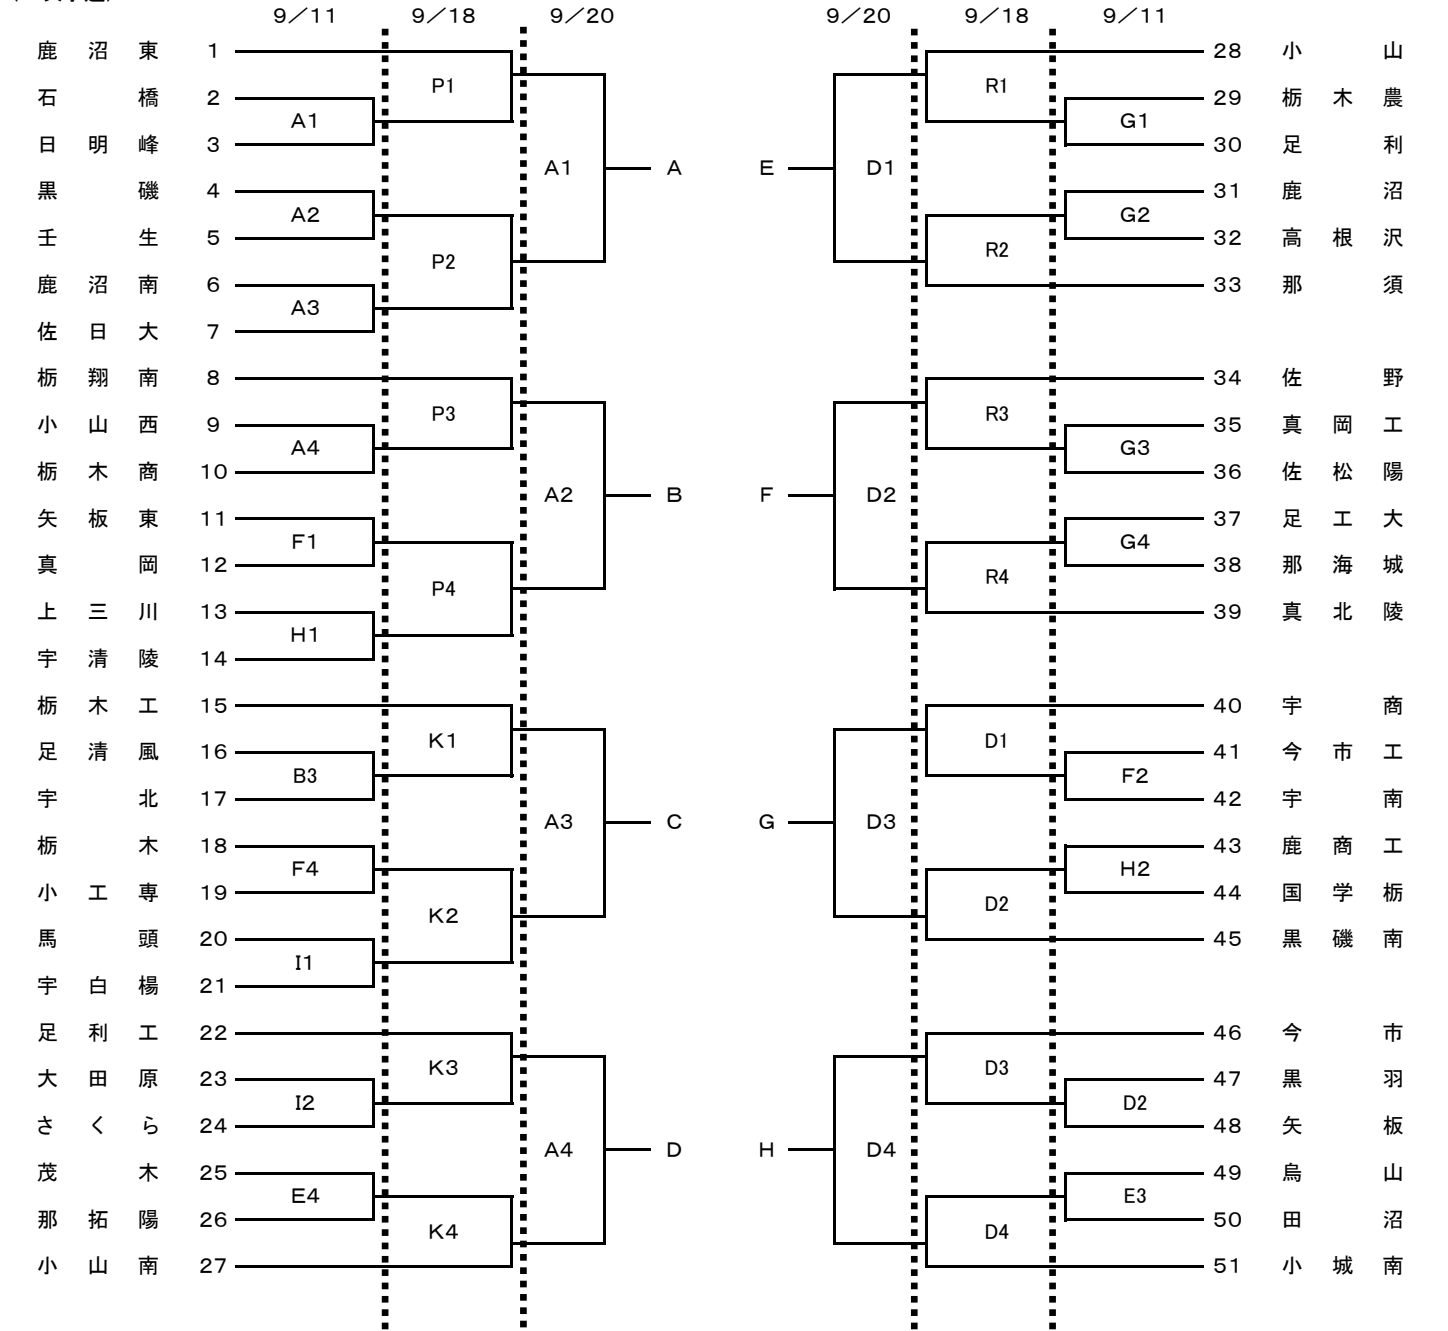 9／11 9／18 9／20 9／20 9／18 9／11
鹿沼東 1 28 小山
P1 R1
石橋 2 29 栃木農
A1 G1
日明峰 3 30 足利
A1 A E D1
黒磯 4 31 鹿沼
A2 G2
壬生 5 32 高根沢
P2 R2
鹿沼南 6 33 那須
A3
佐日大 7
栃翔南 8 34 佐野
P3 R3
小山西 9 35 真岡工
A4 G3
栃木商 10 36 佐松陽
A2 B F D2
矢板東 11 37 足工大
F1 G4
真岡 12 38 那海城
P4 R4
上三川 13 39 真北陵
H1
宇清陵 14
栃木工 15 40 宇商
K1 D1
足清風 16 41 今市工
B3 F2
宇北 17 42 宇南
A3 C G D3
栃木 18 43 鹿商工
F4 H2
小工専 19 44 国学栃
K2 D2
馬頭 20 45 黒磯南
I1
宇白楊 21
足利工 22 46 今市
K3 D3
大田原 23 47 黒羽
I2 D2
さくら 24 48 矢板
A4 D H D4
茂木 25 49 烏山
E4 E3
那拓陽 26 50 田沼
K4 D4
小山南 27 51 小城南